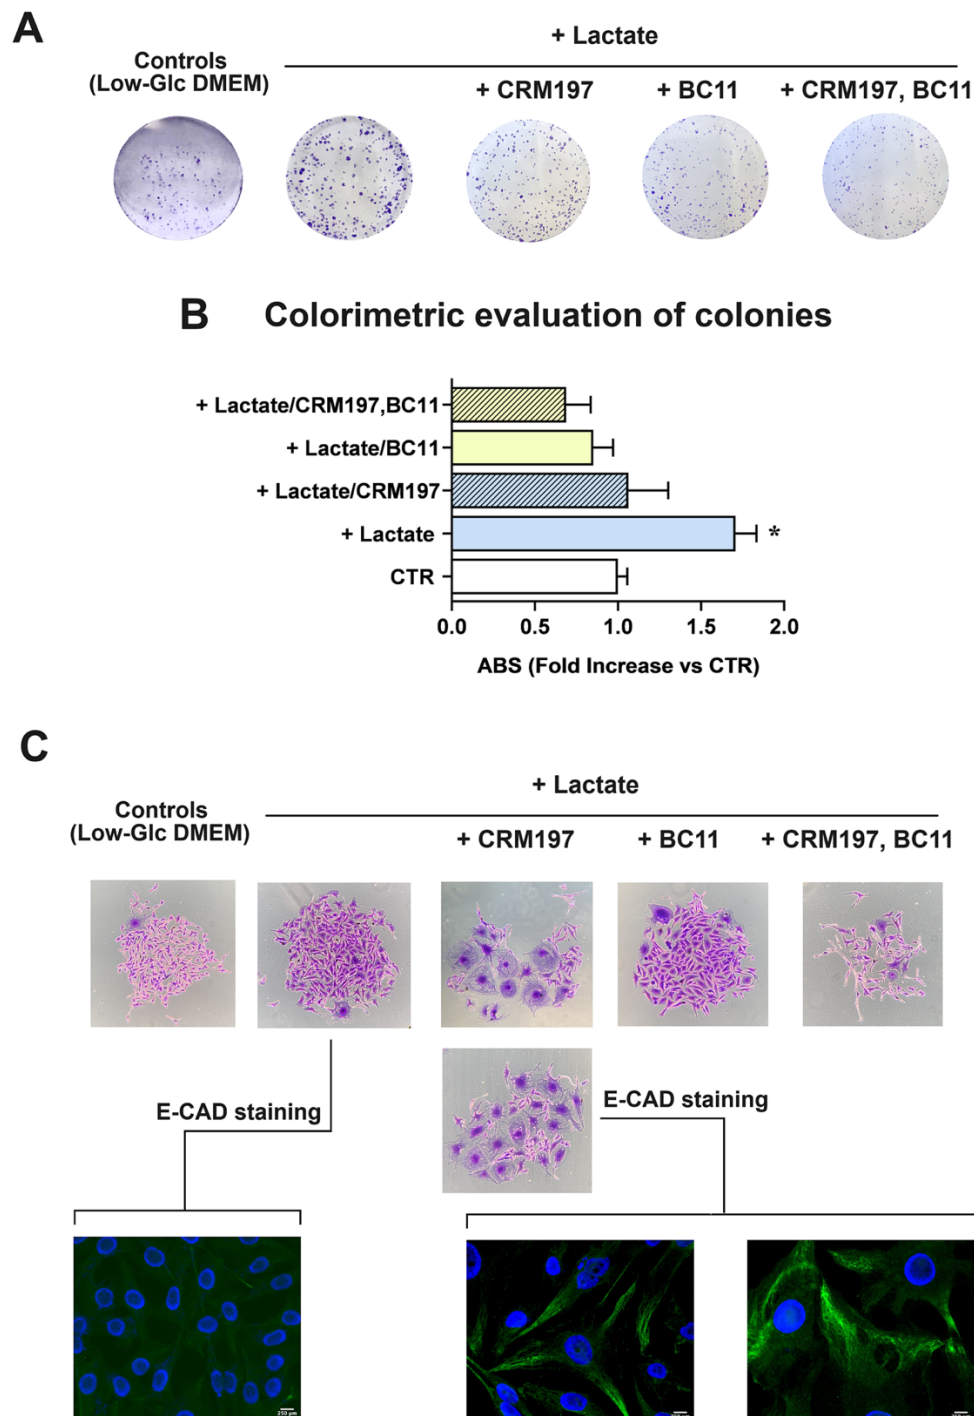 A
+ Lactate
Controls
(Low-Glc DMEM)
+ CRM197
+ BC11
+ CRM197, BC11
B
Colorimetric evaluation of colonies
+ Lactate/CRM197,BC11
+ Lactate/BC11
+ Lactate/CRM197
+ Lactate
*
CTR
0.0
0.5
1.0
1.5
2.0
ABS (Fold Increase vs CTR)
C
+ Lactate
Controls
(Low-Glc DMEM)
+ CRM197
+ BC11
+ CRM197, BC11
E-CAD staining
E-CAD staining
250 µm